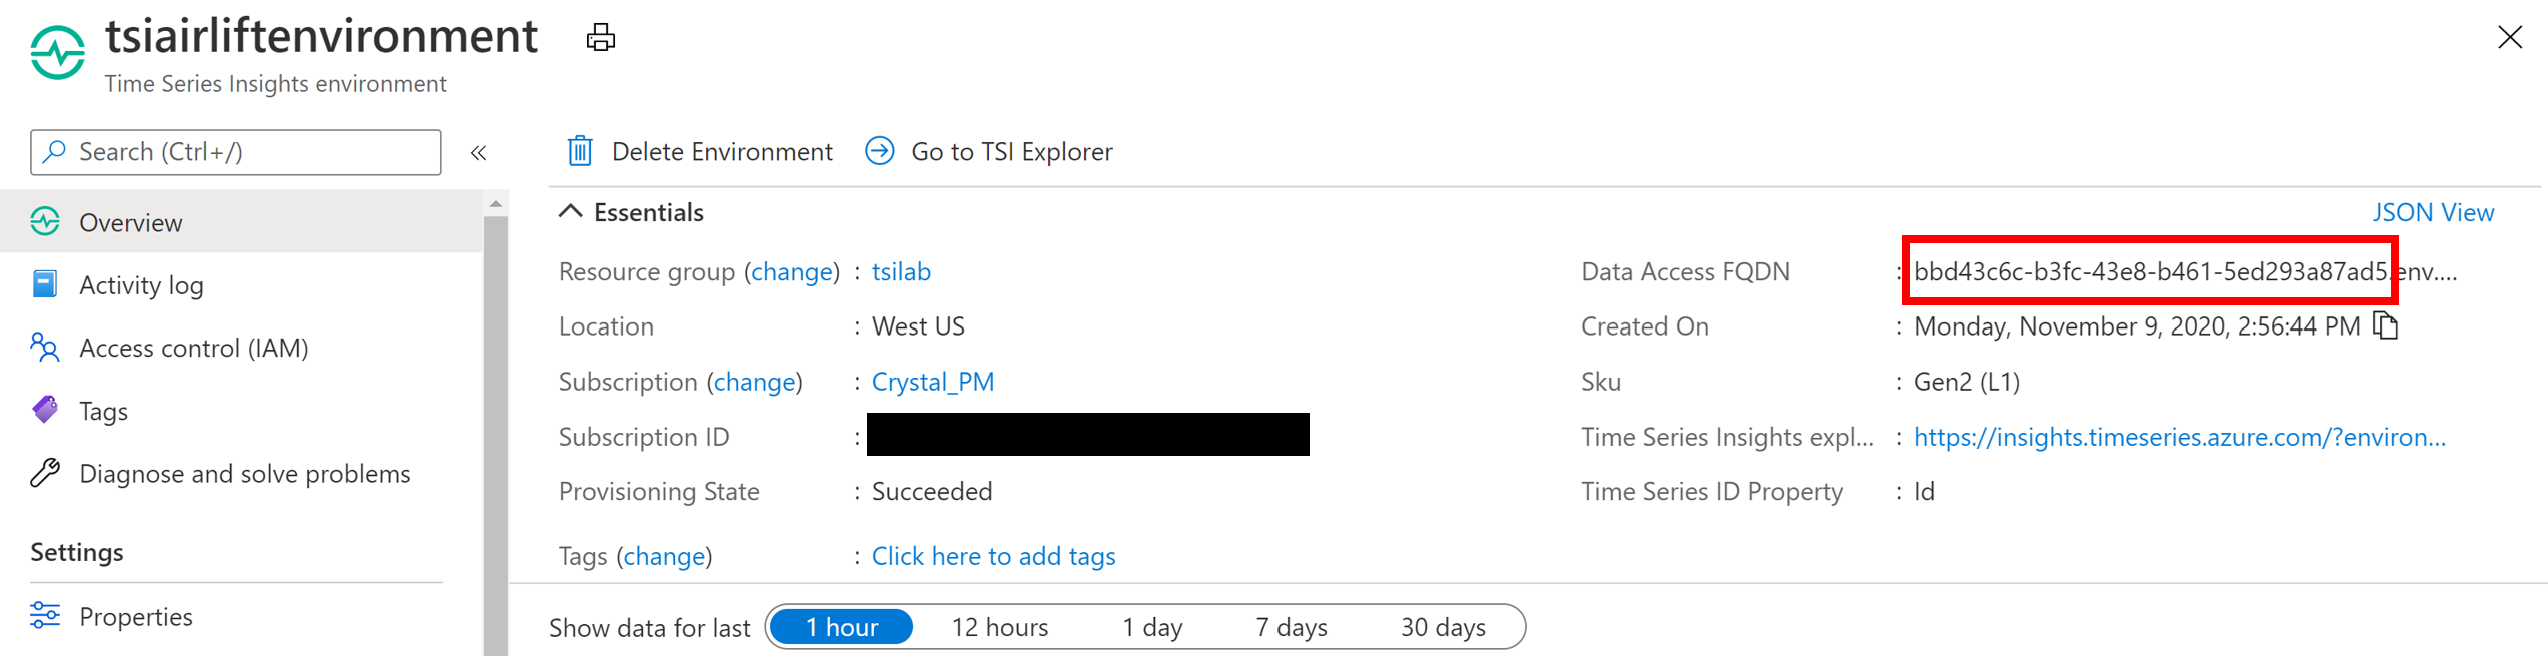 tsiairliftenvironment
Time Series Insights environment
Search (Ctrl+/)
«
Overview
Activity log
Access control (IAM)
Tags
Diagnose and solve problems
Settings
Properties
Delete Environment
Go to TSI Explorer
Essentials
JSON View
Resource group (change) : tsilab
Location : West US
Subscription (change) : Crystal_PM
Subscription ID :
Provisioning State : Succeeded
Tags (change) : Click here to add tags
Data Access FQDN : bbd43c6c-b3fc-43e8-b461-5ed293a87ad5.env....
Created On : Monday, November 9, 2020, 2:56:44 PM
Sku : Gen2 (L1)
Time Series Insights expl... : https://insights.timeseries.azure.com/?environ...
Time Series ID Property : Id
Show data for last 1 hour 12 hours 1 day 7 days 30 days